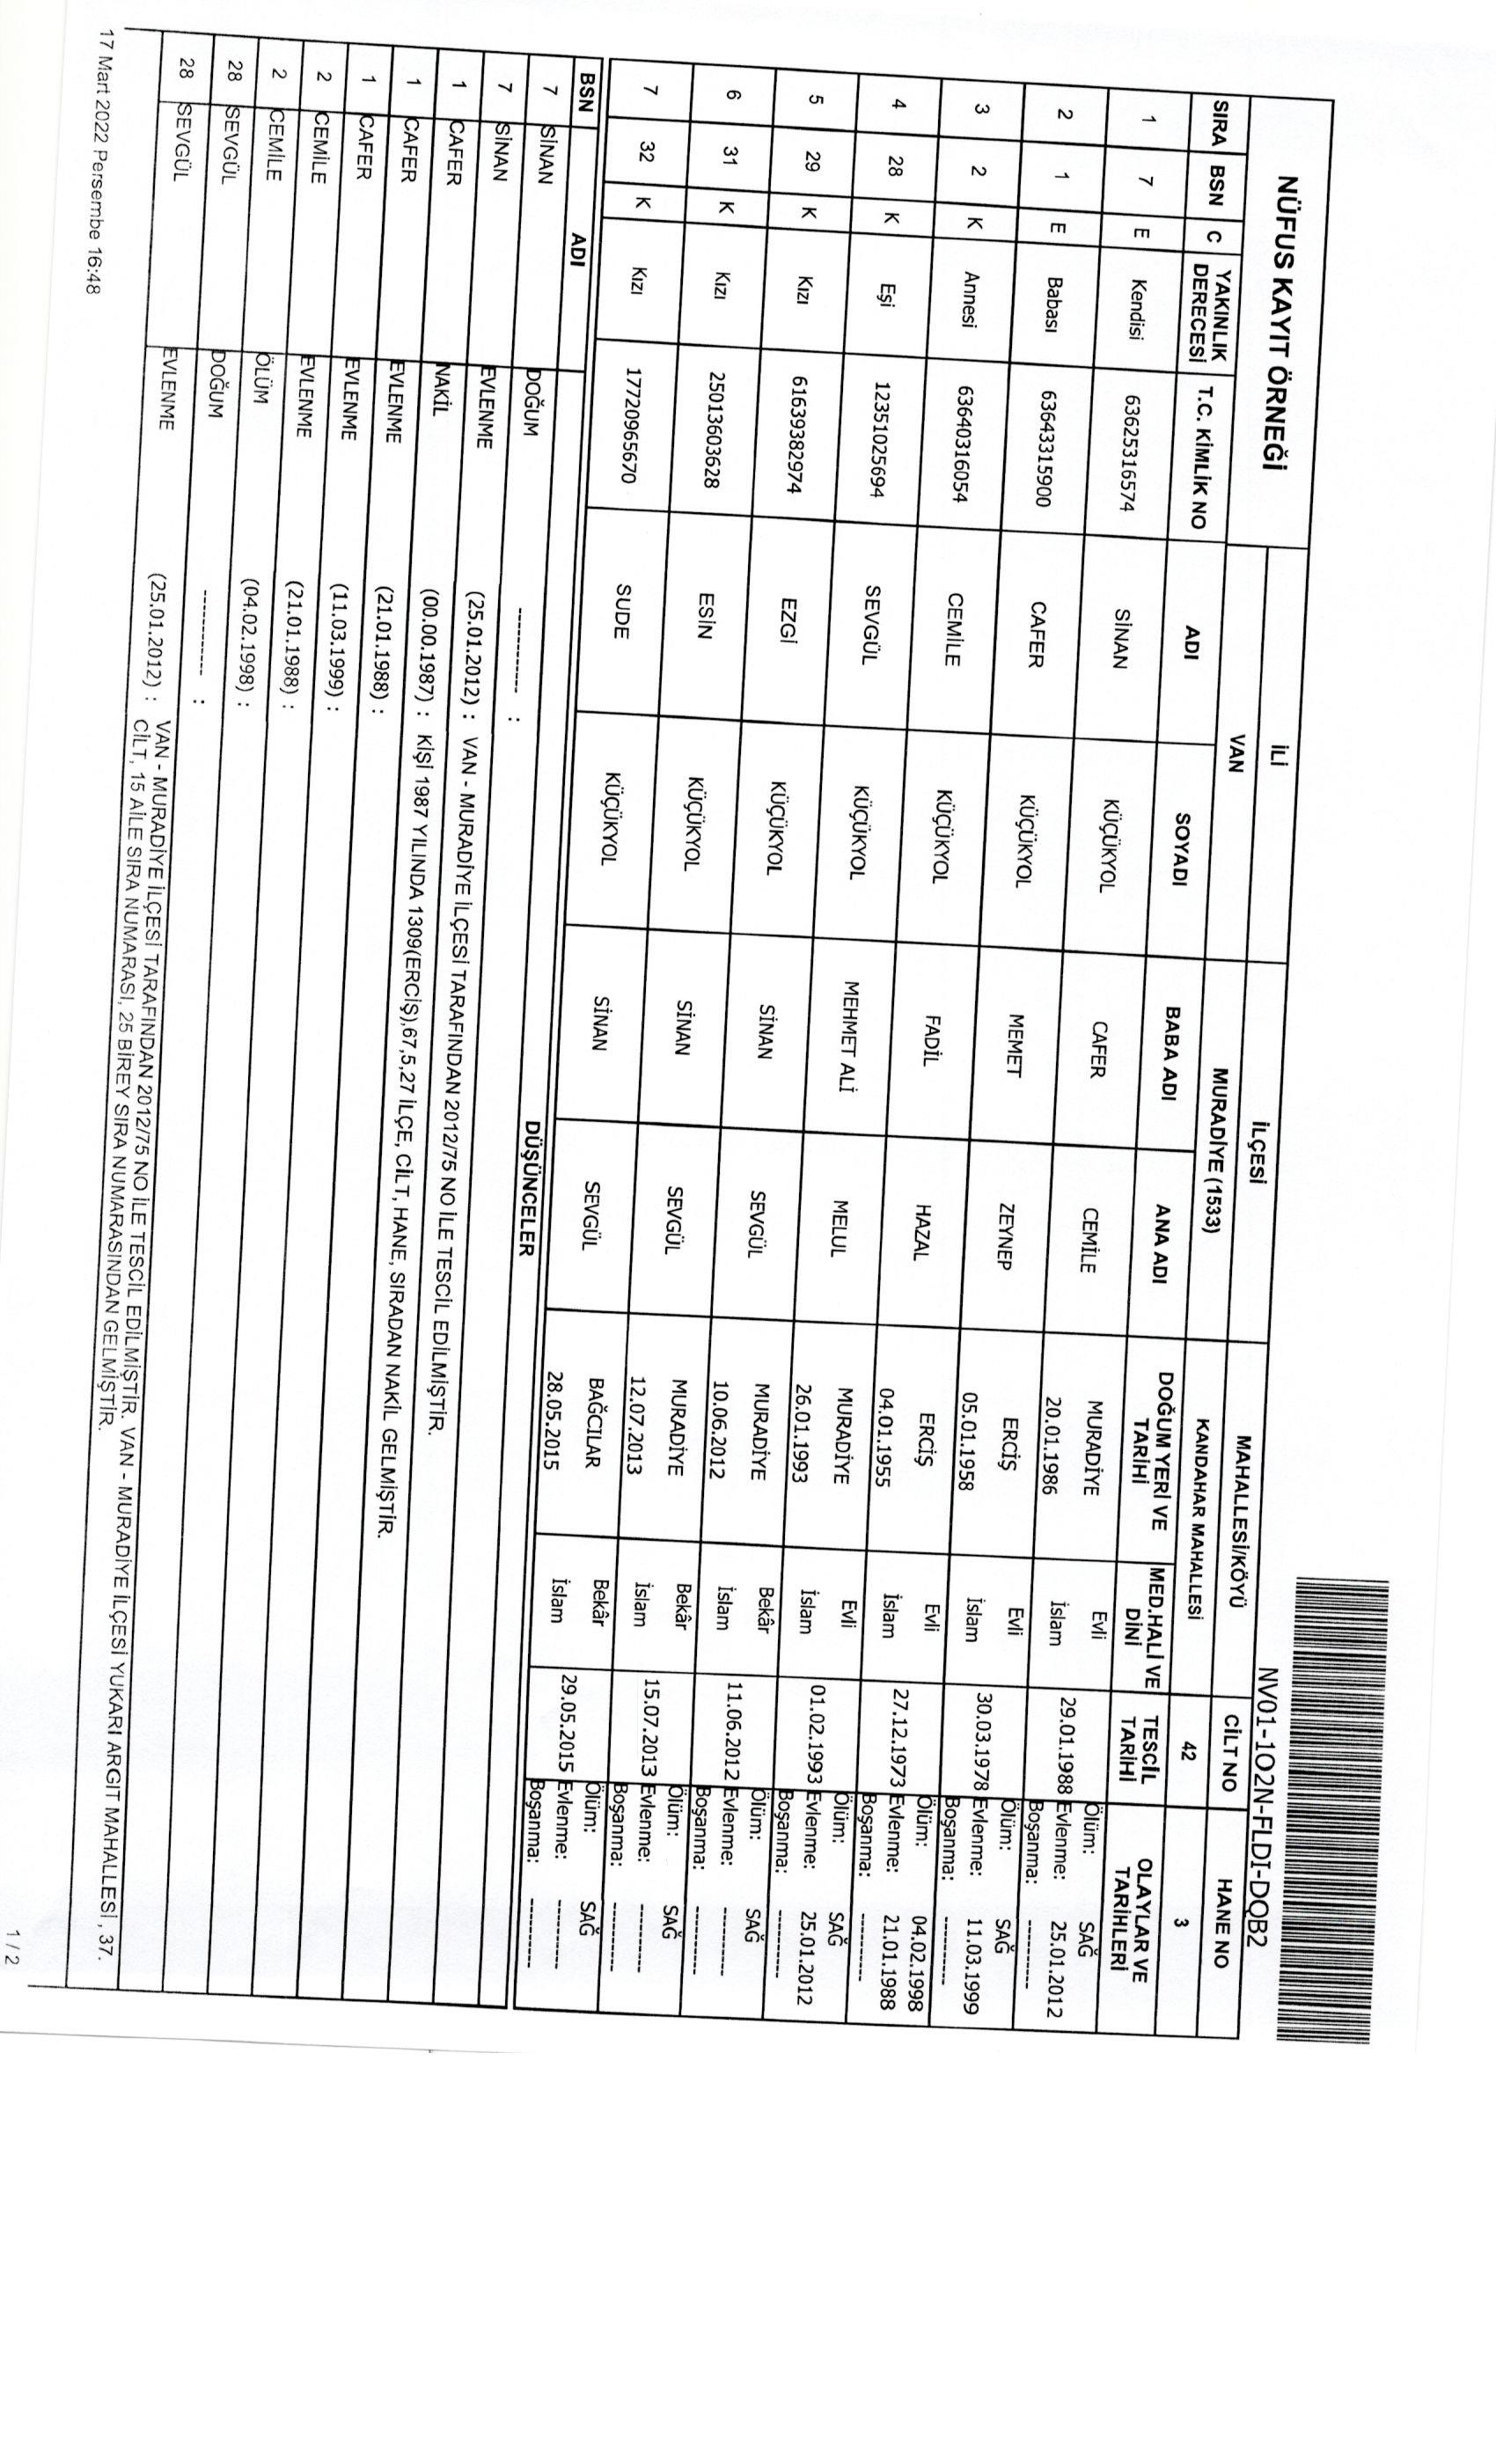 NV01-1O2N-FLDI-DQB2
NÜFUS KAYIT ÖRNEĞİ İLİ İLÇESİ MAHALLESİ/KÖYÜ CİLT NO HANE NO
VAN MURADİYE (1533) KANDAHAR MAHALLESİ 42 3
SIRA BSN C YAKINLIK DERECESİ T.C. KİMLİK NO ADI SOYADI BABA ADI ANA ADI DOĞUM YERİ VE TARİHİ MED.HALİ VE DİNİ TESCİL TARİHİ OLAYLAR VE TARİHLERİ
1 7 E Kendisi 63625316574 SİNAN KÜÇÜKYOL CAFER CEMİLE MURADİYE 20.01.1986 Evli İslam 29.01.1988 Ölüm: SAĞ Evlenme: 25.01.2012 Boşanma: ----------
2 1 E Babası 63643315900 CAFER KÜÇÜKYOL MEMET ZEYNEP ERCİŞ 05.01.1958 Evli İslam 30.03.1978 Ölüm: SAĞ Evlenme: 11.03.1999 Boşanma: ----------
3 2 K Annesi 63640316054 CEMİLE KÜÇÜKYOL FADİL HAZAL ERCİŞ 04.01.1955 Evli İslam 27.12.1973 Ölüm: 04.02.1998 Evlenme: 21.01.1988 Boşanma: ----------
4 28 K Eşi 12351025694 SEVGÜL KÜÇÜKYOL MEHMET ALİ MELUL MURADİYE 26.01.1993 Evli İslam 01.02.1993 Ölüm: SAĞ Evlenme: 25.01.2012 Boşanma: ----------
5 29 K Kızı 61639382974 EZGİ KÜÇÜKYOL SİNAN SEVGÜL MURADİYE 10.06.2012 Bekâr İslam 11.06.2012 Ölüm: SAĞ Evlenme: ---------- Boşanma: ----------
6 31 K Kızı 25013603628 ESİN KÜÇÜKYOL SİNAN SEVGÜL MURADİYE 12.07.2013 Bekâr İslam 15.07.2013 Ölüm: SAĞ Evlenme: ---------- Boşanma: ----------
7 32 K Kızı 17720965670 SUDE KÜÇÜKYOL SİNAN SEVGÜL BAĞCILAR 28.05.2015 Bekâr İslam 29.05.2015 Ölüm: SAĞ Evlenme: ---------- Boşanma: ----------
BSN ADI DÜŞÜNCELER
7 SİNAN DOĞUM ---------- :
7 SİNAN EVLENME (25.01.2012) : VAN - MURADİYE İLÇESİ TARAFINDAN 2012/75 NO İLE TESCİL EDİLMİŞTİR.
1 CAFER NAKİL (00.00.1987) : KİŞİ 1987 YILINDA 1309(ERCİŞ),67,5,27 İLÇE, CİLT, HANE, SIRADAN NAKİL GELMİŞTİR.
1 CAFER EVLENME (21.01.1988) :
1 CAFER EVLENME (11.03.1999) :
2 CEMİLE EVLENME (21.01.1988) :
2 CEMİLE ÖLÜM (04.02.1998) :
28 SEVGÜL DOĞUM ---------- :
28 SEVGÜL EVLENME (25.01.2012) : VAN - MURADİYE İLÇESİ TARAFINDAN 2012/75 NO İLE TESCİL EDİLMİŞTİR. VAN - MURADİYE İLÇESİ YUKARI ARGIT MAHALLESİ , 37.
CİLT, 15 AİLE SIRA NUMARASI, 25 BİREY SIRA NUMARASINDAN GELMİŞTİR.
17 Mart 2022 Perşembe 16:48
1 / 2